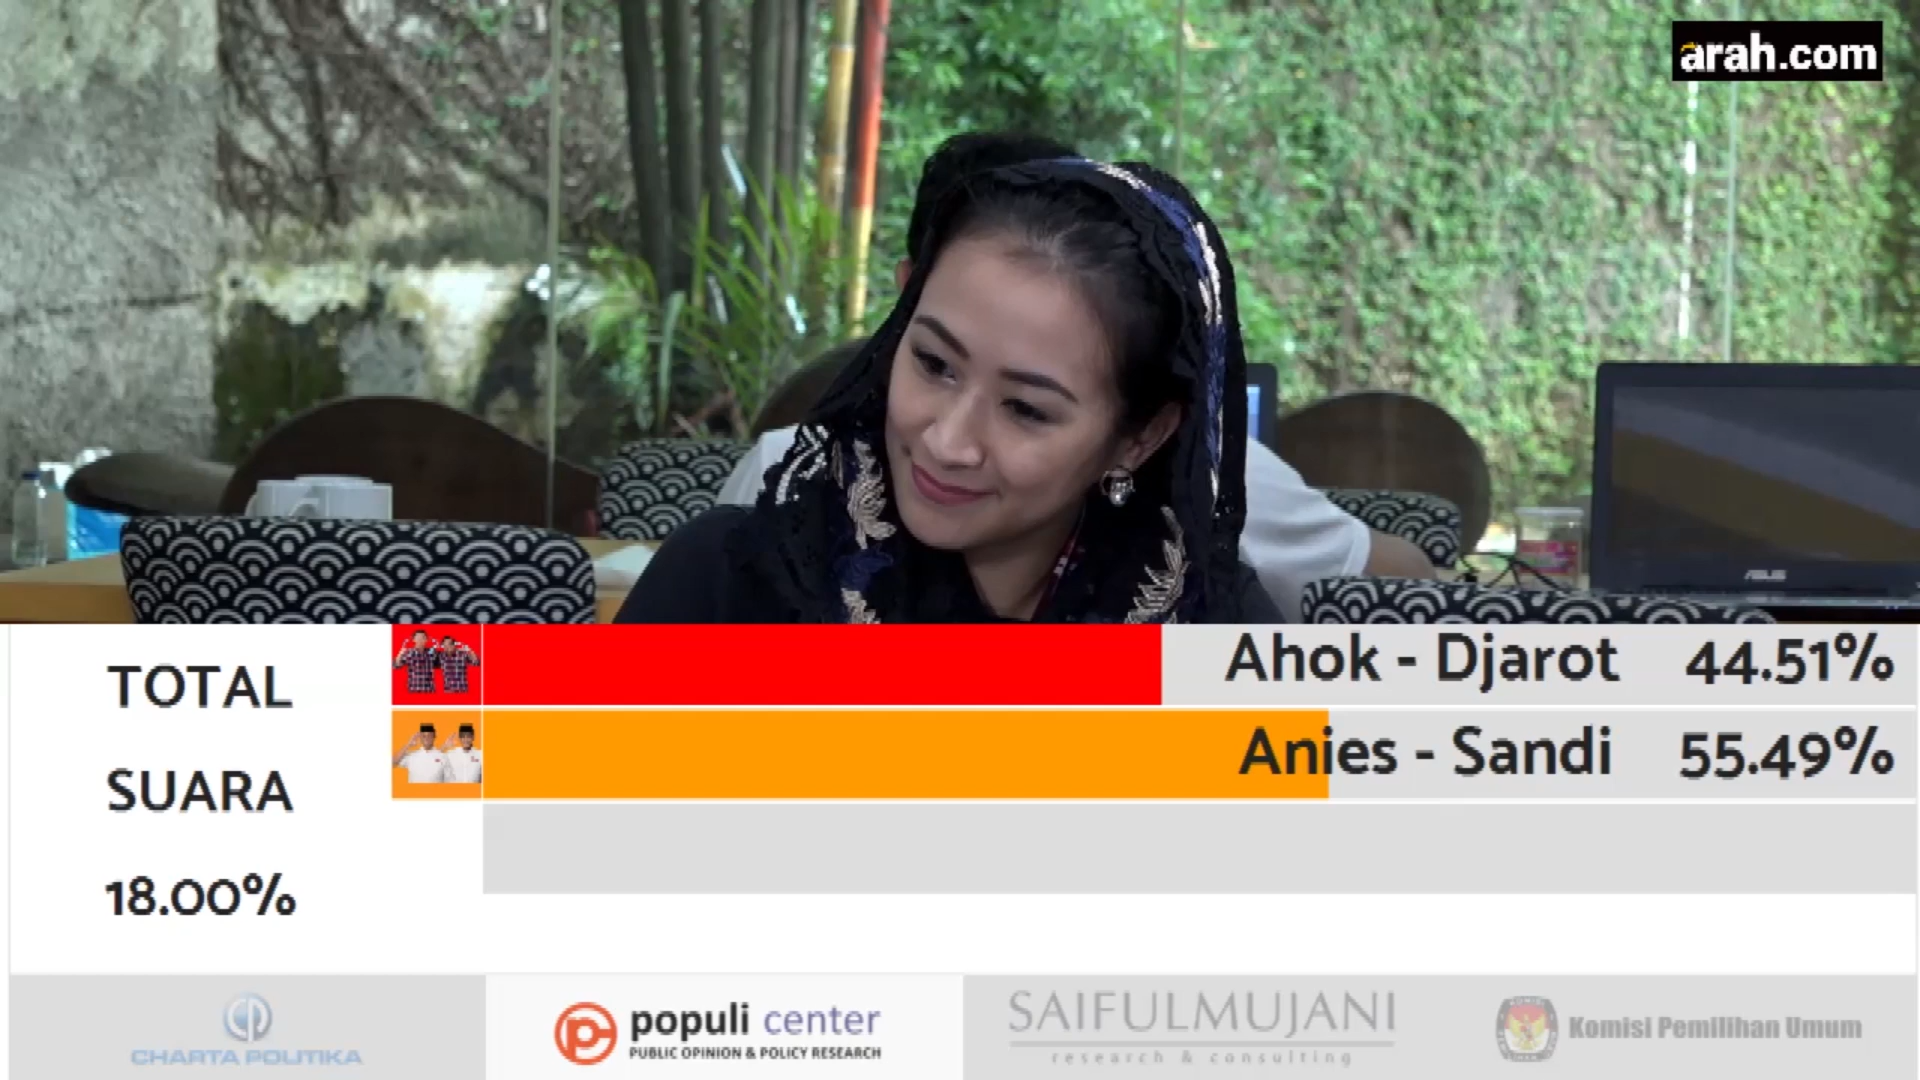 arah.com
ASUS
Ahok - Djarot 44.51%
Anies - Sandi 55.49%
TOTAL
SUARA
18.00%
CHARTA POLITIKA
populi center
PUBLIC OPINION & POLICY RESEARCH
SAIFULMUJANI
research & consulting
Komisi Pemilihan Umum